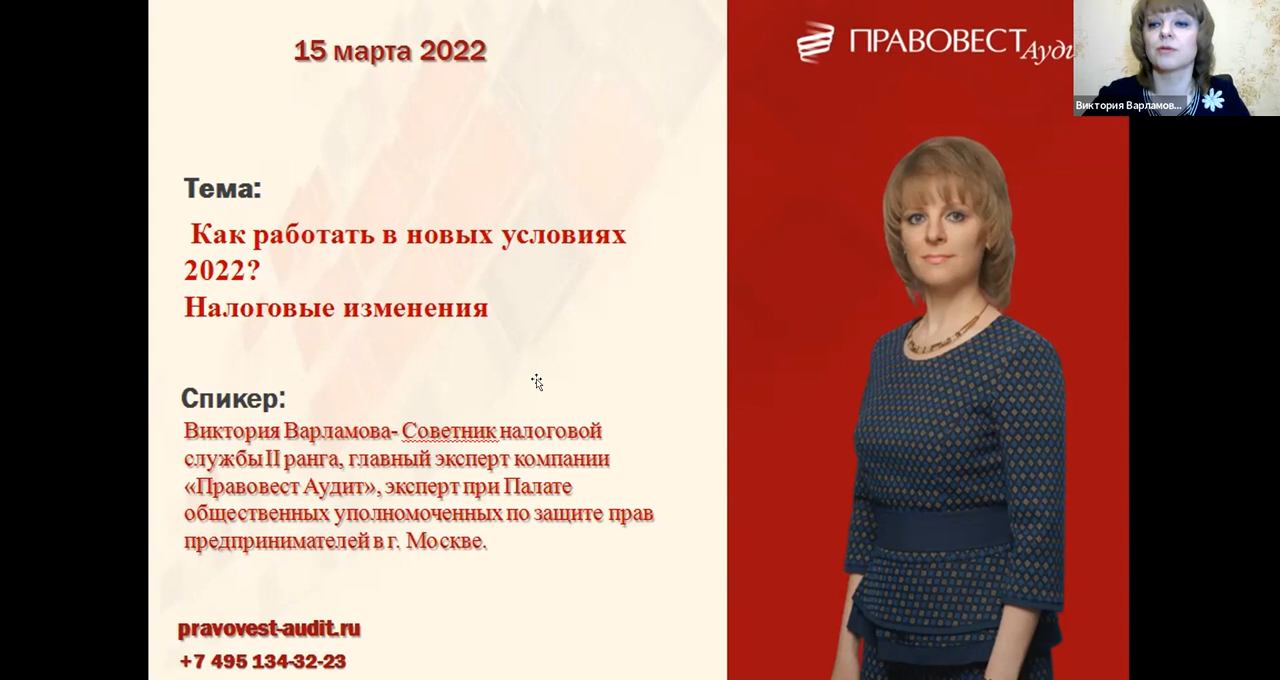 15 марта 2022
ПРАВОВЕСТ
Виктория Варламов...
Тема:
Как работать в новых условиях
2022?
Налоговые изменения
Спикер:
Виктория Варламова- Советник налоговой
службы II ранга, главный эксперт компании
«Правовест Аудит», эксперт при Палате
общественных уполномоченных по защите прав
предпринимателей в г. Москве.
pravovest-audit.ru
+7 495 134-32-23